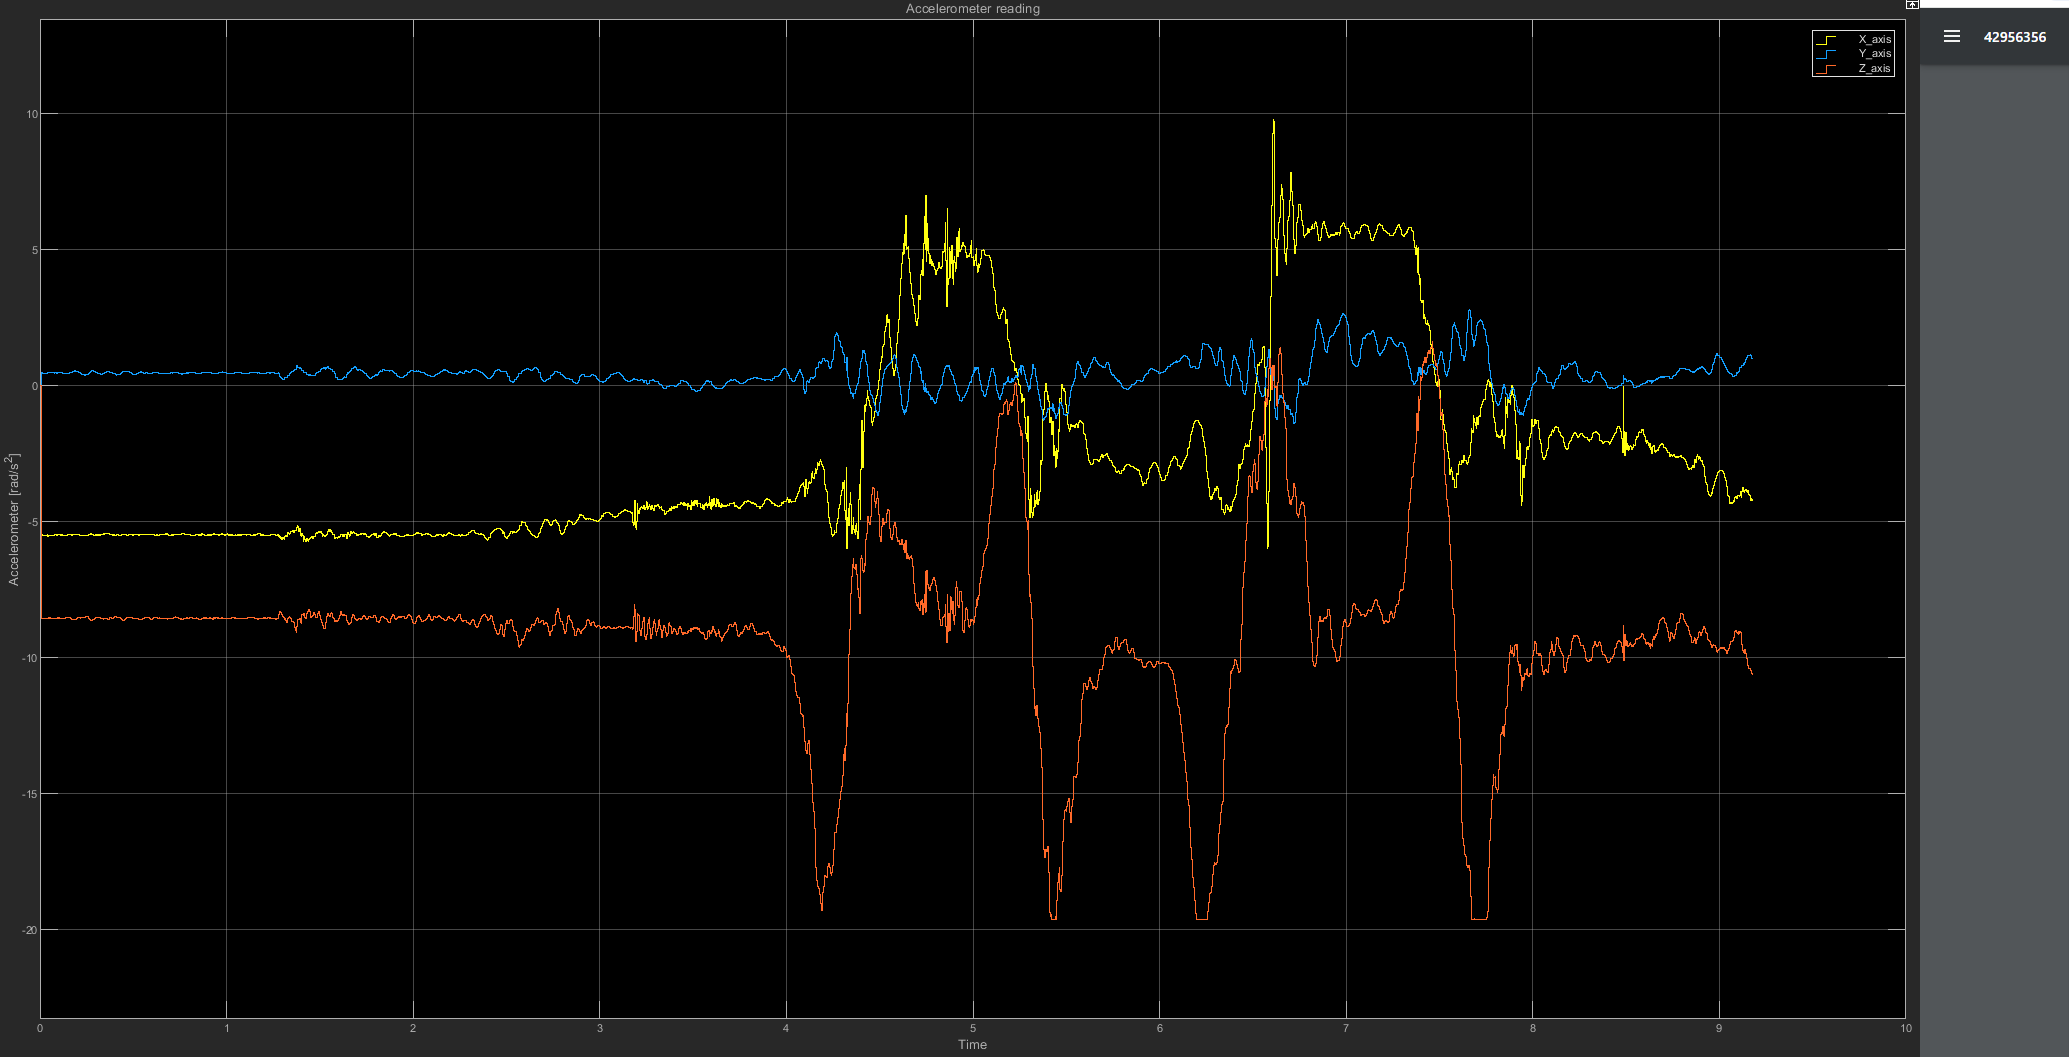 Accelerometer reading
42956356
X_axis
Y_axis
Z_axis
10
5
0
-5
-10
-15
-20
Accelerometer [rad/s²]
0 1 2 3 4 5 6 7 8 9 10
Time